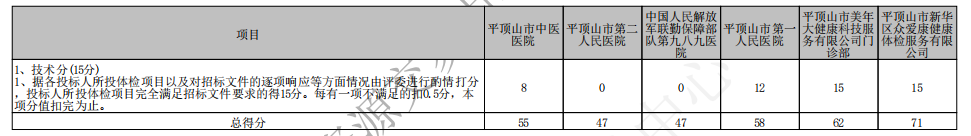 项目
平顶山市中医
医院
平顶山市第二
人民医院
中国人民解放
军联勤保障部
队第九八九医
院
平顶山市第一
人民医院
平顶山市美年
大健康科技服
务有限公司门
诊部
平顶山市新华
区众爱康健康
体检服务有限
公司
1、技术分(15分)
1、据各投标人所投体检项目以及对招标文件的逐项响应等方面情况由评委进行酌情打分
，投标人所投体检项目完全满足招标文件要求的得15分。每有一项不满足的扣0.5分，本
项分值扣完为止。
8
0
0
12
15
15
总得分
55
47
47
58
62
71
源交
中心